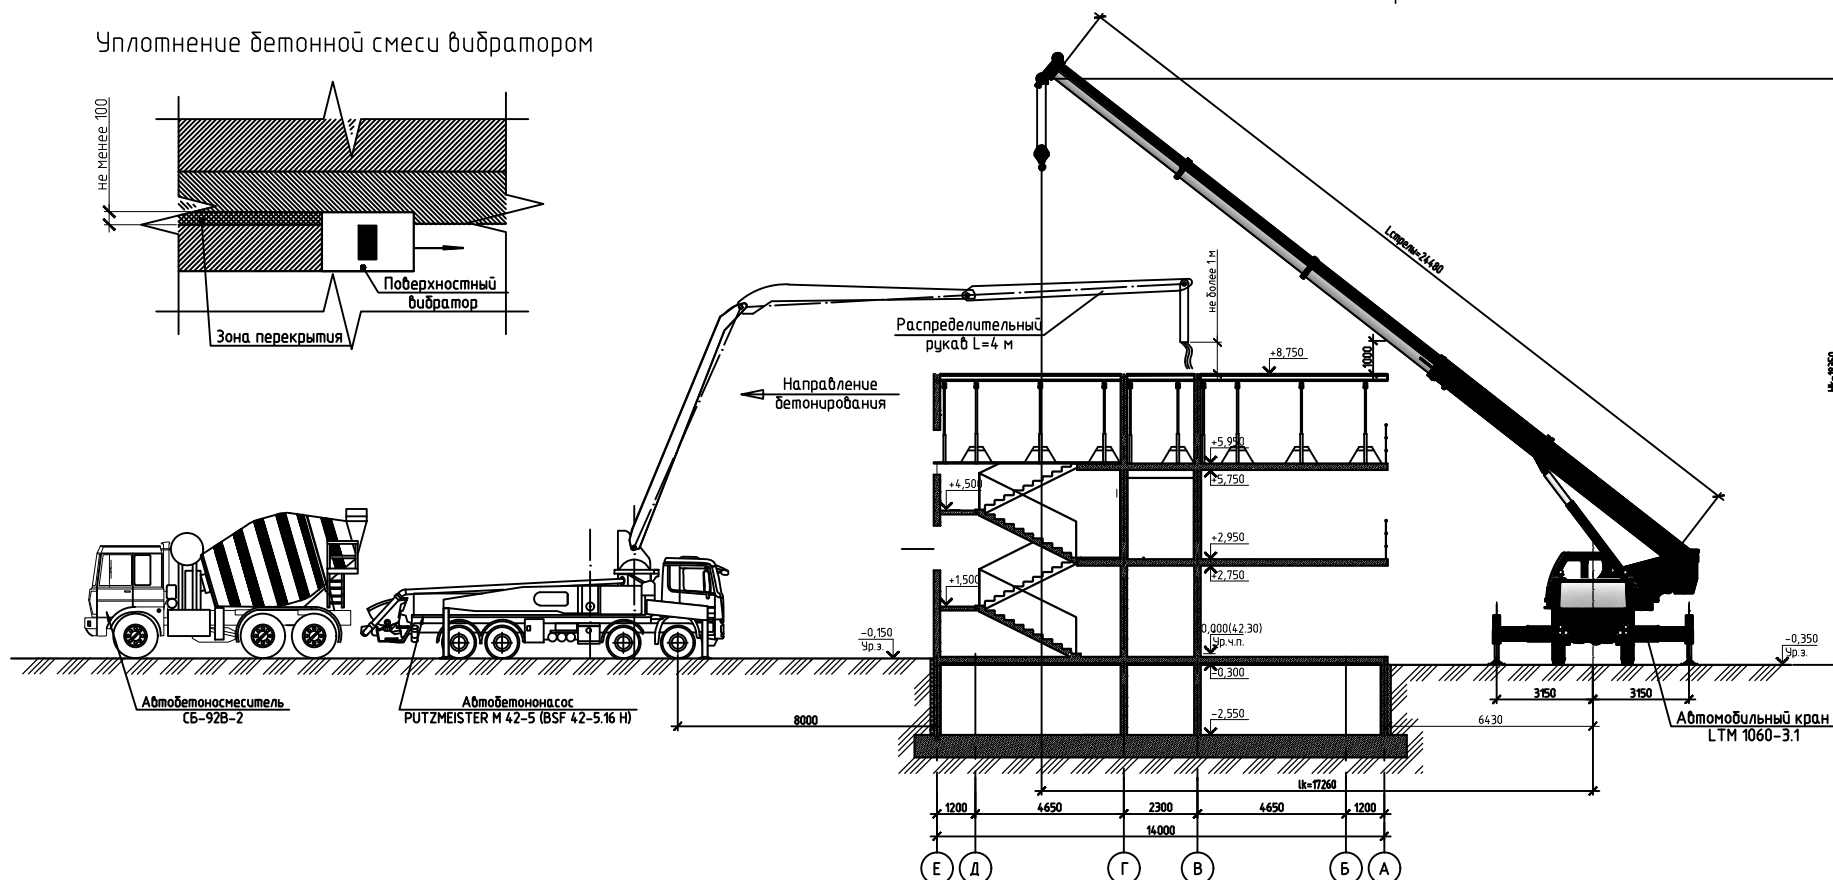 Уплотнение бетонной смеси вибратором
не менее 100
Поверхностный
вибратор
Зона перекрытия
Lстрелы=24480
не более 1 м
Распределительный
рукав L=4 м
+8,750
1000
Направление
бетонирования
+5,950
+5,750
+4,500
+2,950
+2,750
+1,500
0,000(42.30)
Ур.ч.п.
-0,150
Ур.з.
-0,350
Ур.з.
-0,300
-2,550
Автобетоносмеситель
СБ-92В-2
Автобетононасос
PUTZMEISTER M 42-5 (BSF 42-5.16 H)
8000
3150
3150
6430
Автомобильный кран
LTM 1060-3.1
lк=17260
1200
4650
2300
4650
1200
14000
Е
Д
Г
В
Б
А